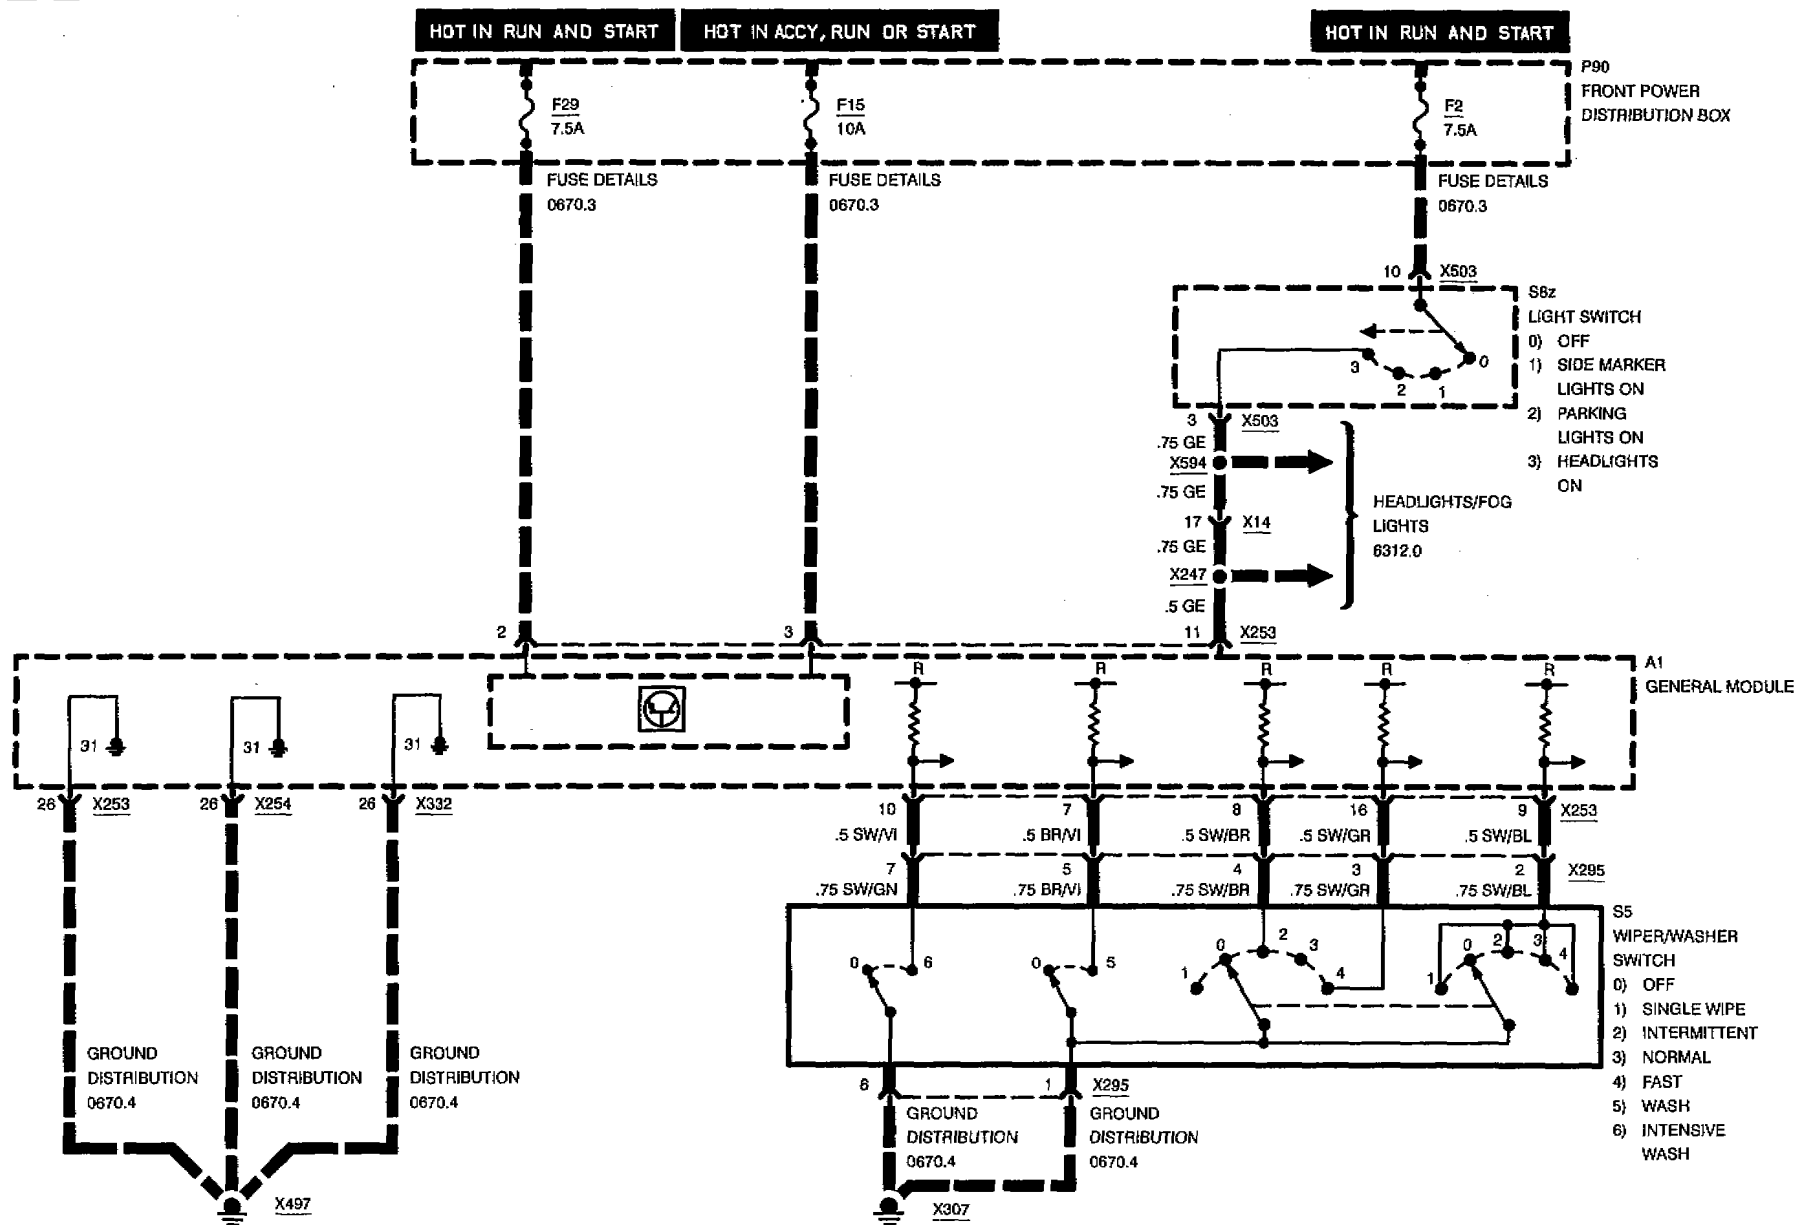 HOT IN RUN AND START
HOT IN ACCY, RUN OR START
HOT IN RUN AND START
P90
FRONT POWER
DISTRIBUTION BOX
F29
7.5A
F15
10A
F2
7.5A
FUSE DETAILS
0670.3
FUSE DETAILS
0670.3
FUSE DETAILS
0670.3
10 X503
S8z
LIGHT SWITCH
0) OFF
1) SIDE MARKER
LIGHTS ON
2) PARKING
LIGHTS ON
3) HEADLIGHTS
ON
3 2 1 0
3 X503
.75 GE
X594
.75 GE
17 X14
.75 GE
X247
.5 GE
HEADLIGHTS/FOG
LIGHTS
6312.0
2 3 11 X253
A1
GENERAL MODULE
R R R R R
31 31 31
26 X253 26 X254 26 X332
10 7 8 16 9 X253
.5 SW/VI .5 BR/VI .5 SW/BR .5 SW/GR .5 SW/BL
7 5 4 3 2 X295
.75 SW/GN .75 BR/VI .75 SW/BR .75 SW/GR .75 SW/BL
S5
WIPER/WASHER
SWITCH
0) OFF
1) SINGLE WIPE
2) INTERMITTENT
3) NORMAL
4) FAST
5) WASH
6) INTENSIVE
WASH
0 6
0 5
1 0 2 3 4
1 0 2 3 4
GROUND
DISTRIBUTION
0670.4
GROUND
DISTRIBUTION
0670.4
GROUND
DISTRIBUTION
0670.4
6 1 X295
GROUND
DISTRIBUTION
0670.4
GROUND
DISTRIBUTION
0670.4
X497
X307